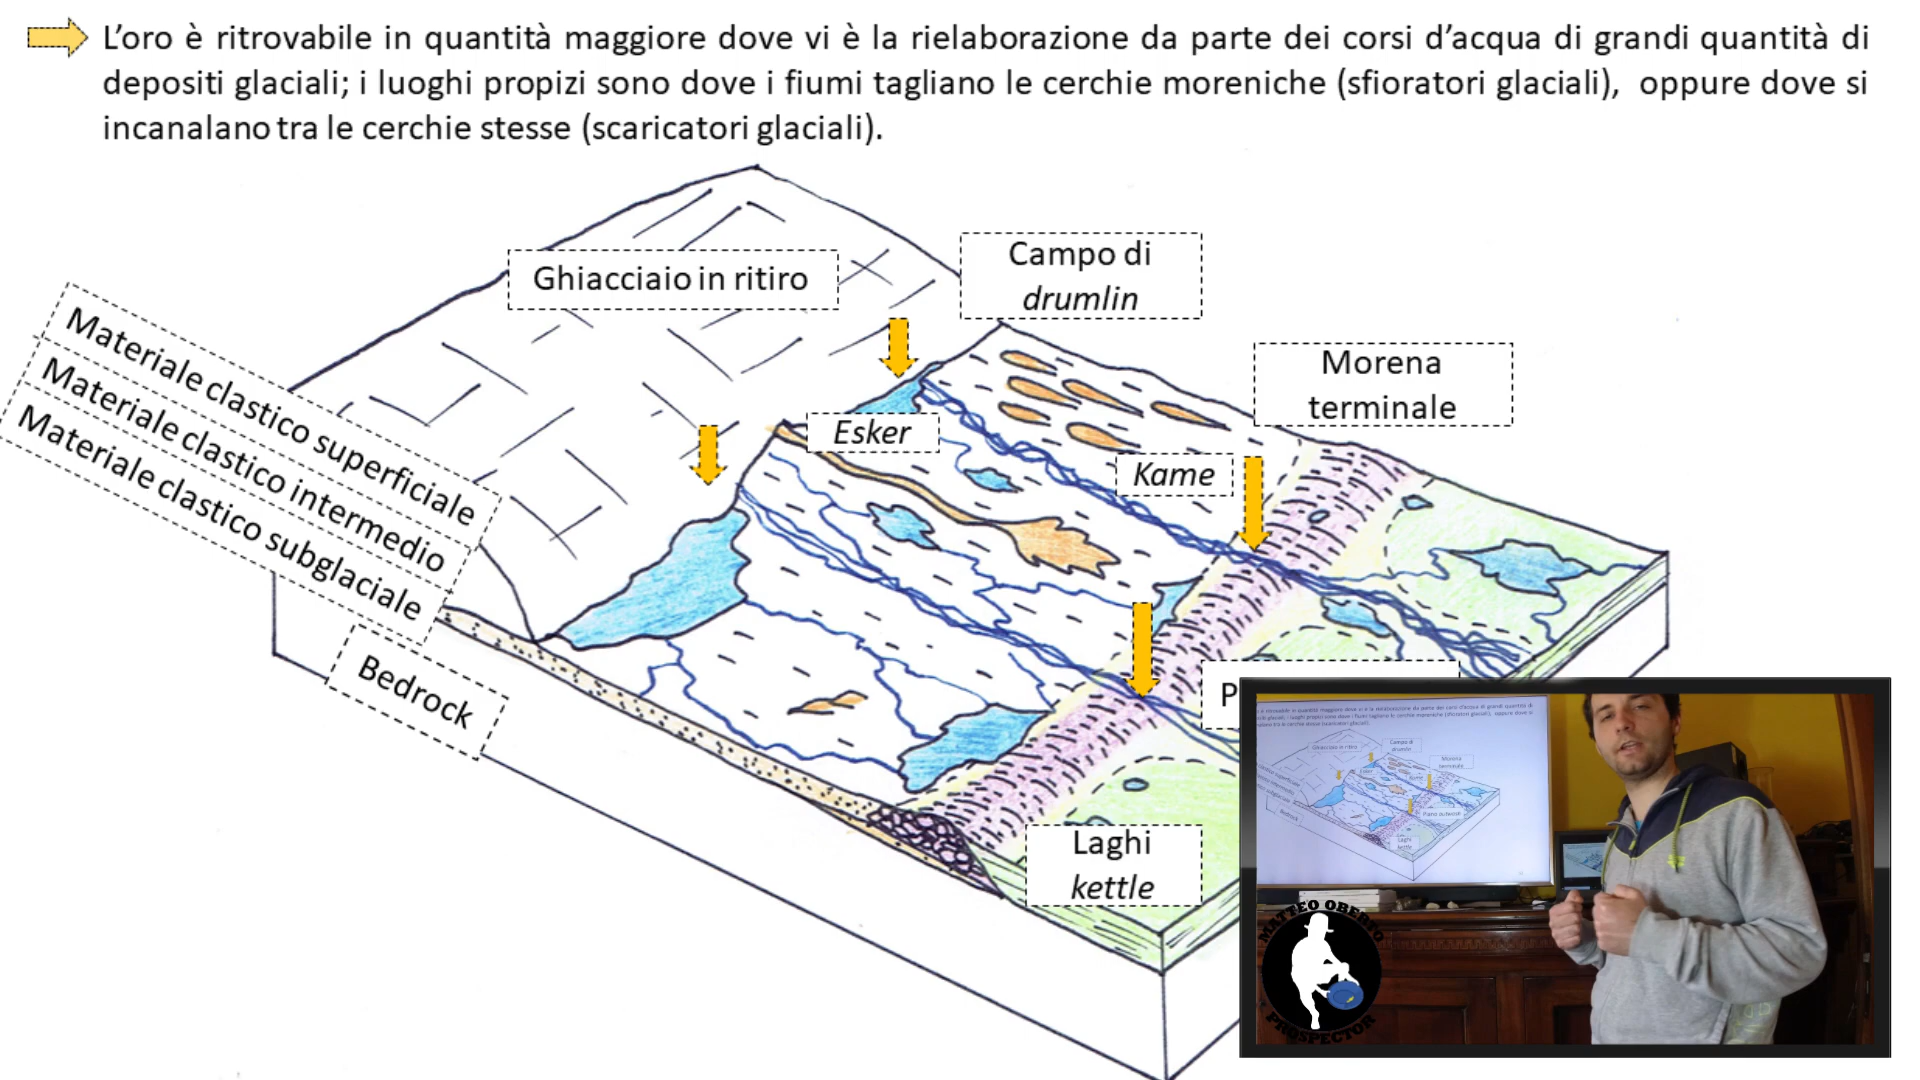 L’oro è ritrovabile in quantità maggiore dove vi è la rielaborazione da parte dei corsi d’acqua di grandi quantità di
depositi glaciali; i luoghi propizi sono dove i fiumi tagliano le cerchie moreniche (sfioratori glaciali), oppure dove si
incanalano tra le cerchie stesse (scaricatori glaciali).
Ghiacciaio in ritiro
Campo di
drumlin
Morena
terminale
Esker
Kame
Materiale clastico superficiale
Materiale clastico intermedio
Materiale clastico subglaciale
Bedrock
Laghi
kettle
MATTEO OBERTO
PROSPECTOR